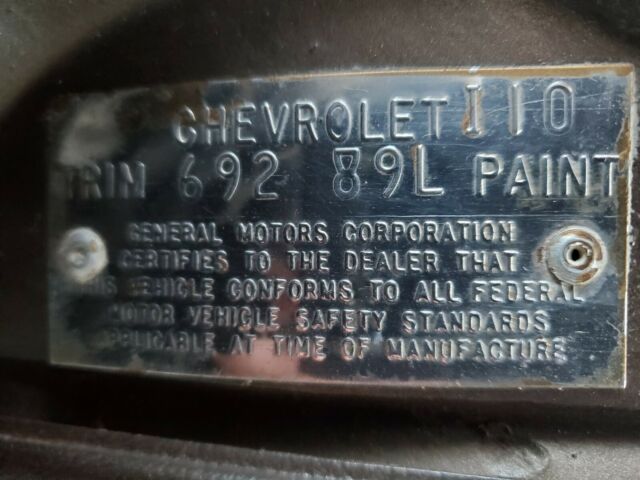 CHEVROLET I10
TRIM 692 89L PAINT
GENERAL MOTORS CORPORATION
CERTIFIES TO THE DEALER THAT
THIS VEHICLE CONFORMS TO ALL FEDERAL
MOTOR VEHICLE SAFETY STANDARDS
APPLICABLE AT TIME OF MANUFACTURE